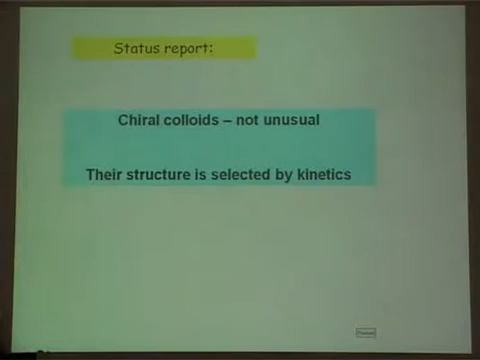 Status report:
Chiral colloids – not unusual
Their structure is selected by kinetics